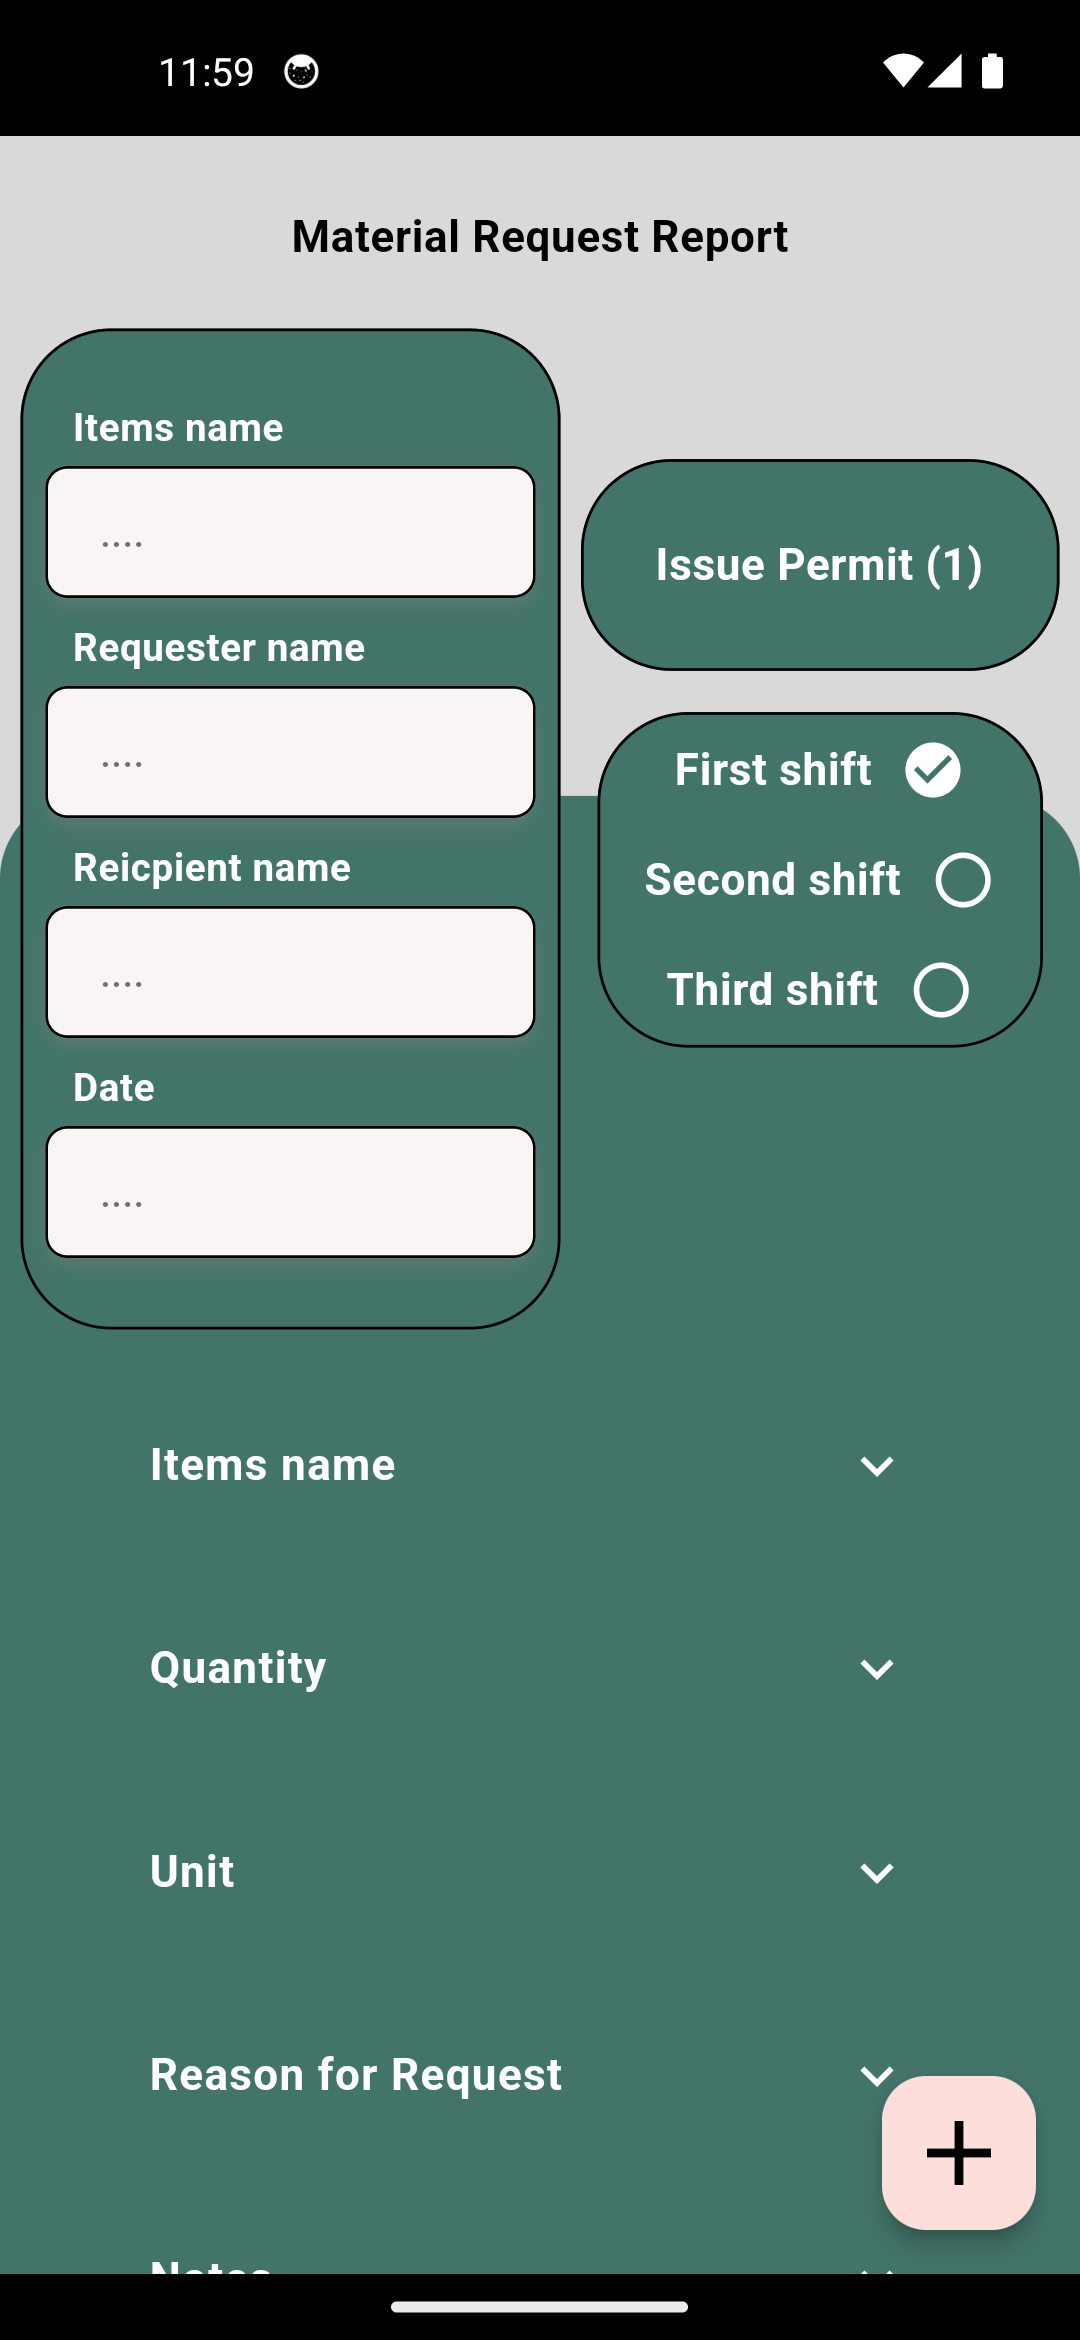 11:59
Material Request Report
Items name
....
Requester name
....
Reicpient name
....
Date
....
Issue Permit (1)
First shift
Second shift
Third shift
Items name
Quantity
Unit
Reason for Request
Notes